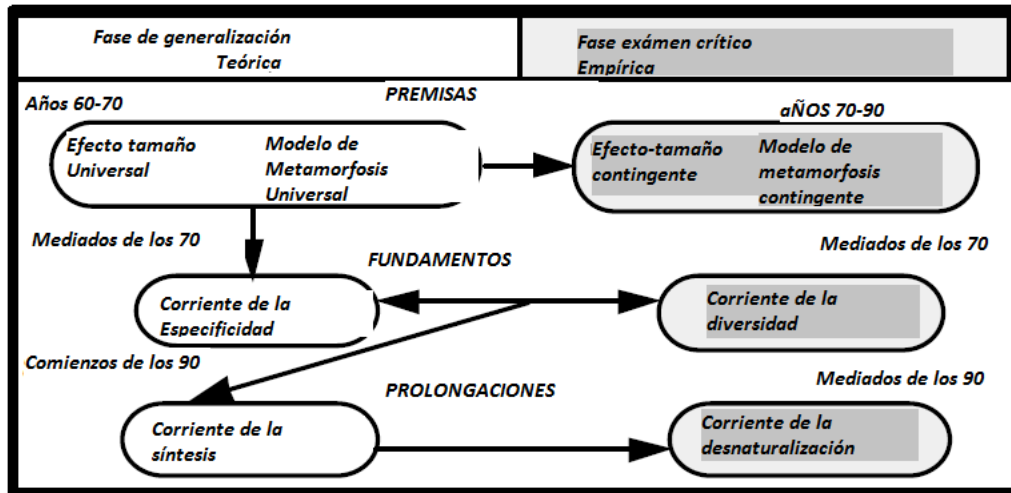 Fase de generalización
Teórica
Fase exámen crítico
Empírica
PREMISAS
Años 60-70
aÑOS 70-90
Efecto tamaño
Universal
Modelo de
Metamorfosis
Universal
Efecto-tamaño
contingente
Modelo de
metamorfosis
contingente
Mediados de los 70
FUNDAMENTOS
Mediados de los 70
Corriente de la
Especificidad
Corriente de la
diversidad
Comienzos de los 90
PROLONGACIONES
Mediados de los 90
Corriente de la
síntesis
Corriente de la
desnaturalización